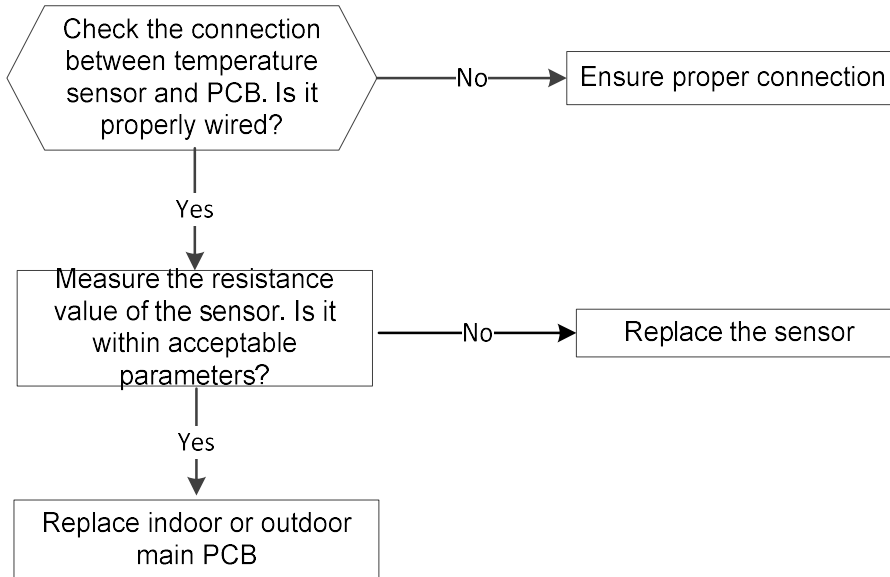 Check the connection
between temperature
sensor and PCB. Is it
properly wired?
No
Ensure proper connection
Yes
Measure the resistance
value of the sensor. Is it
within acceptable
parameters?
No
Replace the sensor
Yes
Replace indoor or outdoor
main PCB